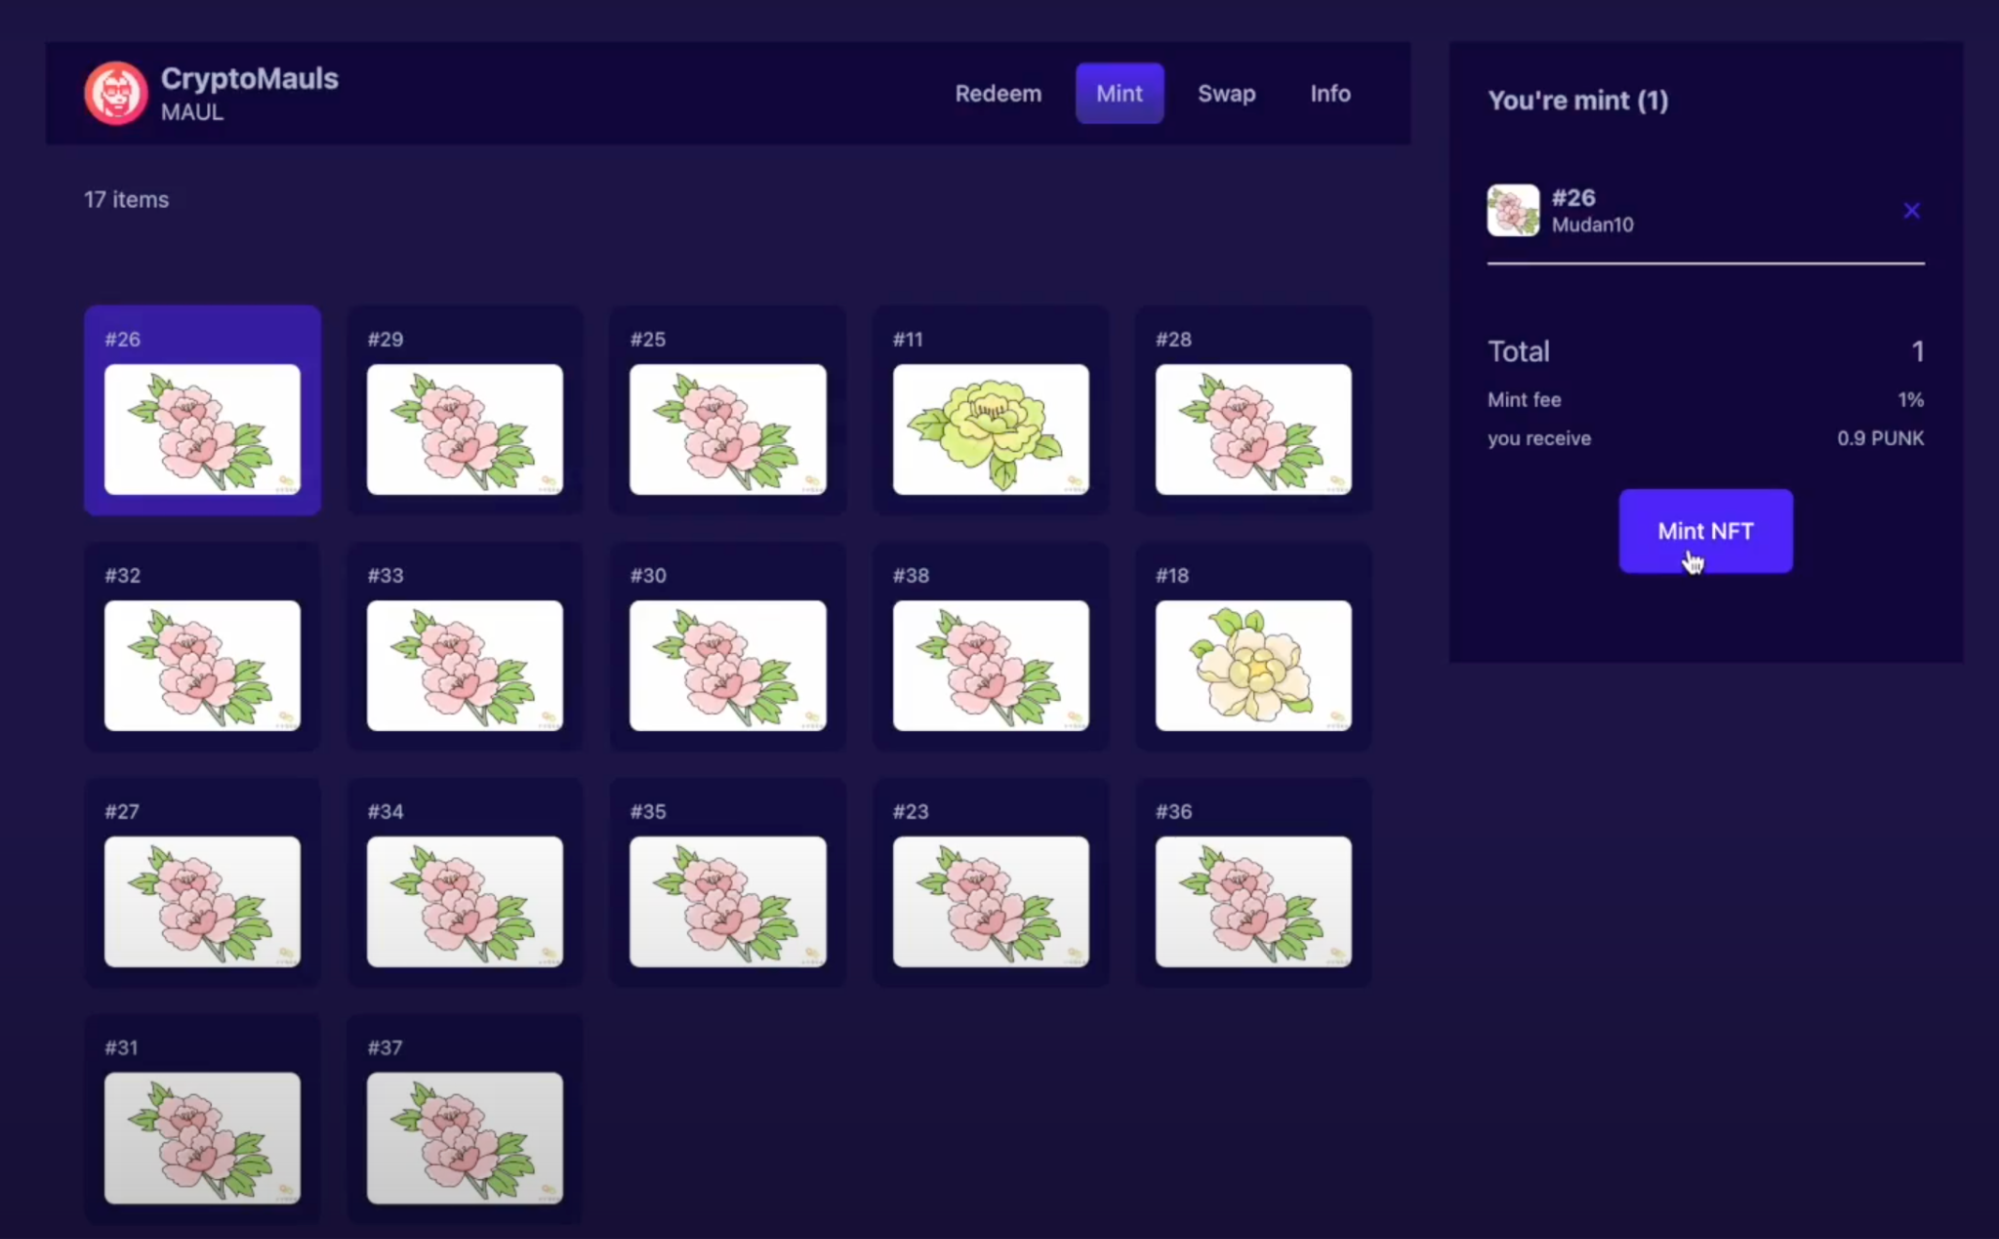 CryptoMauls
MAUL
Redeem
Mint
Swap
Info
17 items
#26
#29
#25
#11
#28
#32
#33
#30
#38
#18
#27
#34
#35
#23
#36
#31
#37
You're mint (1)
#26
Mudan10
Total 1
Mint fee 1%
you receive 0.9 PUNK
Mint NFT